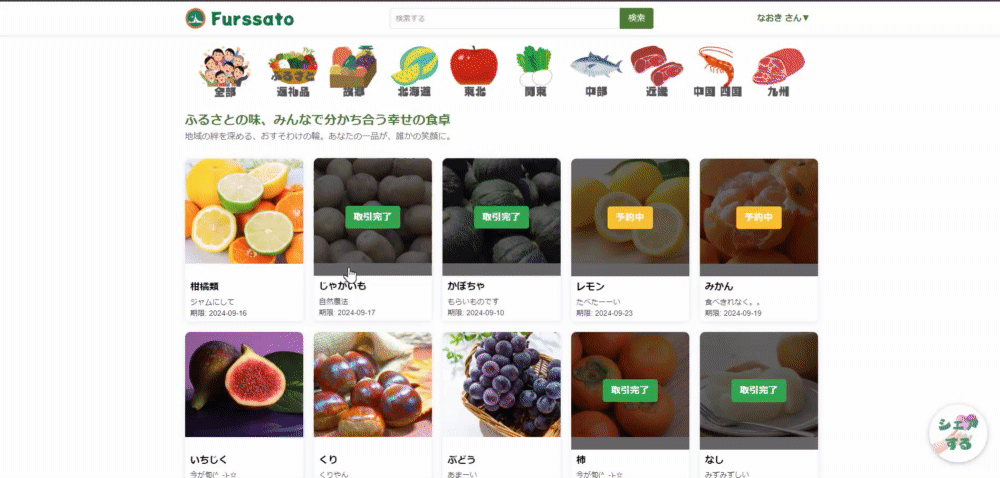 Furssato
検索する
検索
なおき さん▼
全部
ふるさと
返礼品
京都
北海道
東北
関東
中部
近畿
中国 四国
九州
ふるさとの味、みんなで分かち合う幸せの食卓
地域の絆を深める、おすそわけの輪。あなたの一品が、誰かの笑顔に。
取引完了
取引完了
予約中
予約中
柑橘類
ジャムにして
期限: 2024-09-16
じゃがいも
自然農法
期限: 2024-09-17
かぼちゃ
もらいものです
期限: 2024-09-10
レモン
たべたーーい
期限: 2024-09-23
みかん
食べきれなく。。
期限: 2024-09-19
取引完了
取引完了
いちじく
今が旬(^_-)-☆
くり
くりやん
ぶどう
あまーい
柿
今が旬(^_-)-☆
なし
みずみずしい
シェア
する